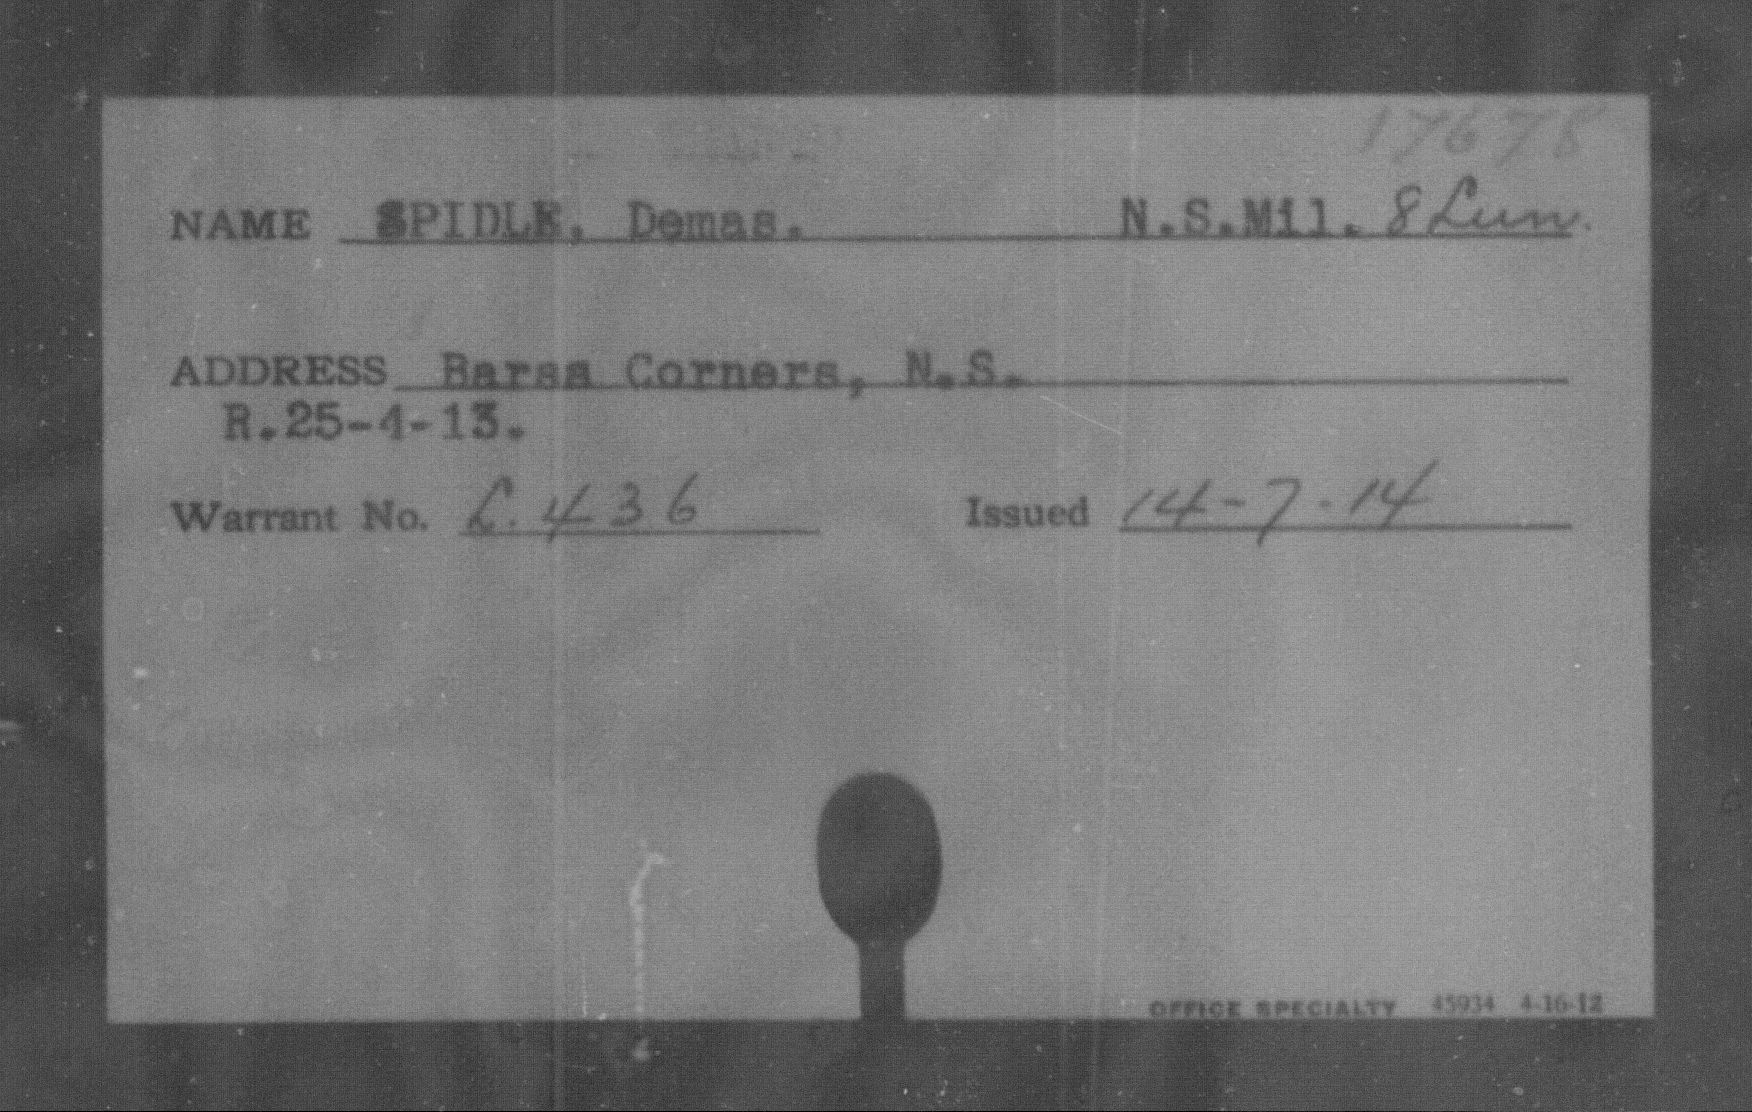 17678
NAME SPIDLE, Demas. N.S.Mil. 8 Lun.
ADDRESS Barss Corners, N.S.
R.25-4-13.
Warrant No. L. 436 Issued 14-7-14
OFFICE SPECIALTY 45934 4-16-12